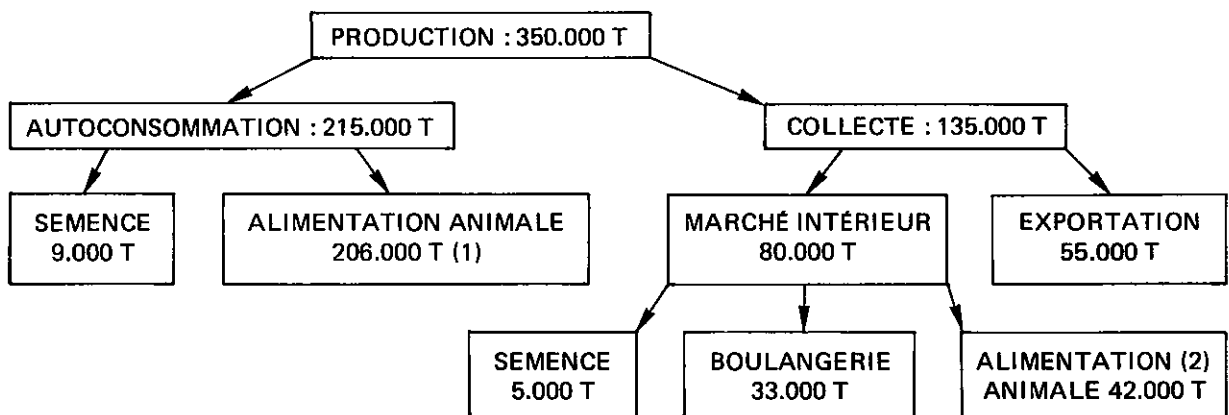 PRODUCTION : 350.000 T
AUTOCONSOMMATION : 215.000 T
COLLECTE : 135.000 T
SEMENCE
9.000 T
ALIMENTATION ANIMALE
206.000 T (1)
MARCHÉ INTÉRIEUR
80.000 T
EXPORTATION
55.000 T
SEMENCE
5.000 T
BOULANGERIE
33.000 T
ALIMENTATION (2)
ANIMALE 42.000 T